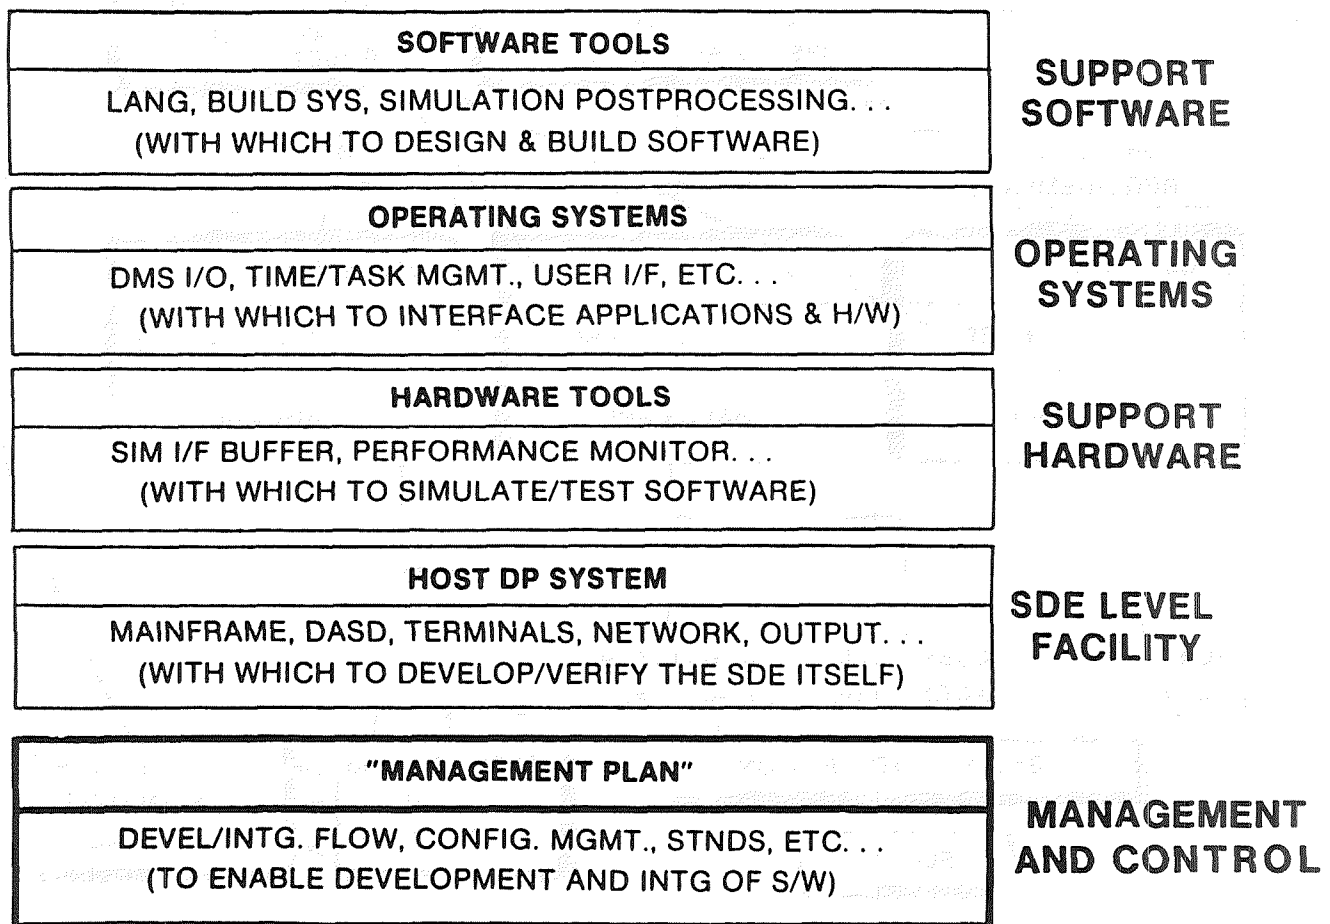 SOFTWARE TOOLS
LANG, BUILD SYS, SIMULATION POSTPROCESSING. . .
(WITH WHICH TO DESIGN & BUILD SOFTWARE)
SUPPORT
SOFTWARE
OPERATING SYSTEMS
DMS I/O, TIME/TASK MGMT., USER I/F, ETC. . .
(WITH WHICH TO INTERFACE APPLICATIONS & H/W)
OPERATING
SYSTEMS
HARDWARE TOOLS
SIM I/F BUFFER, PERFORMANCE MONITOR. . .
(WITH WHICH TO SIMULATE/TEST SOFTWARE)
SUPPORT
HARDWARE
HOST DP SYSTEM
MAINFRAME, DASD, TERMINALS, NETWORK, OUTPUT. . .
(WITH WHICH TO DEVELOP/VERIFY THE SDE ITSELF)
SDE LEVEL
FACILITY
"MANAGEMENT PLAN"
DEVEL/INTG. FLOW, CONFIG. MGMT., STNDS, ETC. . .
(TO ENABLE DEVELOPMENT AND INTG OF S/W)
MANAGEMENT
AND CONTROL